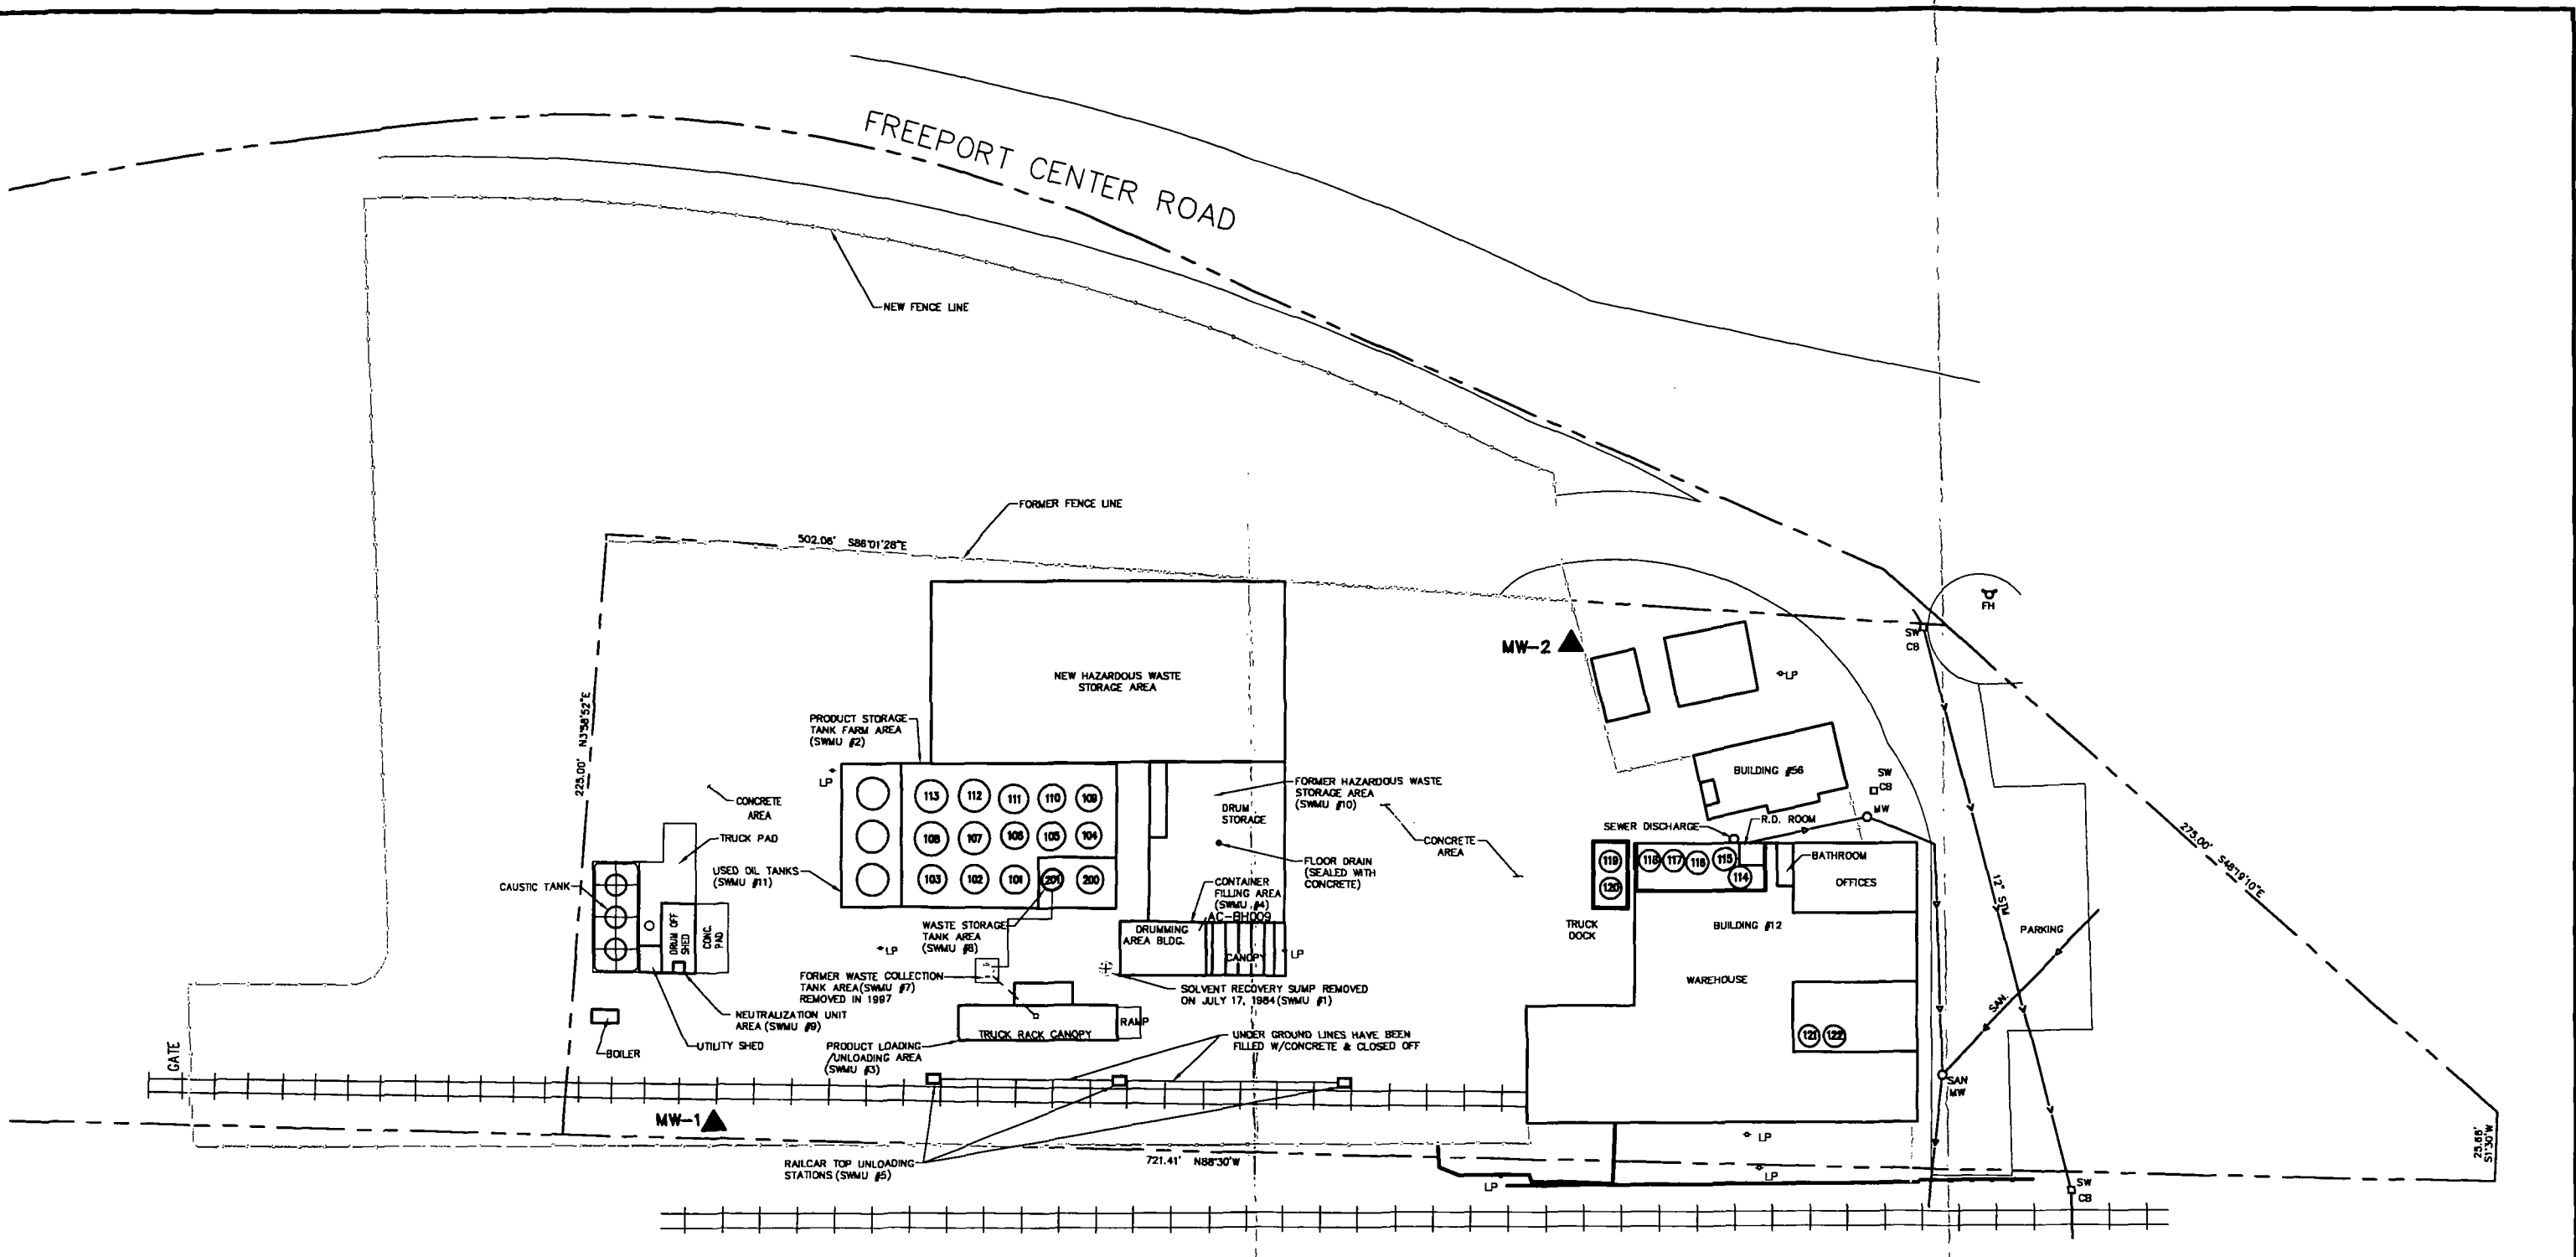 FREEPORT CENTER ROAD
NEW FENCE LINE
FORMER FENCE LINE
502.06' S86°01'28"E
FH
SW
CB
MW-2
LP
NEW HAZARDOUS WASTE
STORAGE AREA
225.00' N3°58'52"E
PRODUCT STORAGE
TANK FARM AREA
(SWMU #2)
LP
BUILDING #56
SW
CB
MW
CONCRETE
AREA
TRUCK PAD
113
112
111
110
109
108
107
106
105
104
103
102
101
201
200
DRUM
STORAGE
FORMER HAZARDOUS WASTE
STORAGE AREA
(SWMU #10)
CONCRETE
AREA
FLOOR DRAIN
(SEALED WITH
CONCRETE)
SEWER DISCHARGE
R.D. ROOM
BATHROOM
OFFICES
119
120
118
117
116
115
114
275.00' S48°19'10"E
12" STM
CAUSTIC TANK
USED OIL TANKS
(SWMU #11)
CONTAINER
FILLING AREA
(SWMU #4)
AC-BH009
DRUM OFF
SHED
CONC.
PAD
WASTE STORAGE
TANK AREA
(SWMU #8)
LP
DRUMMING
AREA BLDG.
CANOPY
LP
TRUCK
DOCK
BUILDING #12
PARKING
FORMER WASTE COLLECTION
TANK AREA(SWMU #7)
REMOVED IN 1997
SOLVENT RECOVERY SUMP REMOVED
ON JULY 17, 1984(SWMU #1)
WAREHOUSE
SAN.
NEUTRALIZATION UNIT
AREA (SWMU #9)
UTILITY SHED
BOILER
GATE
TRUCK RACK CANOPY
RAMP
PRODUCT LOADING
/UNLOADING AREA
(SWMU #3)
UNDER GROUND LINES HAVE BEEN
FILLED W/CONCRETE & CLOSED OFF
121
122
SAN
MW
MW-1
RAILCAR TOP UNLOADING
STATIONS (SWMU #5)
721.41' N88°30'W
LP
LP
LP
25.88'
S1°30'W
SW
CB